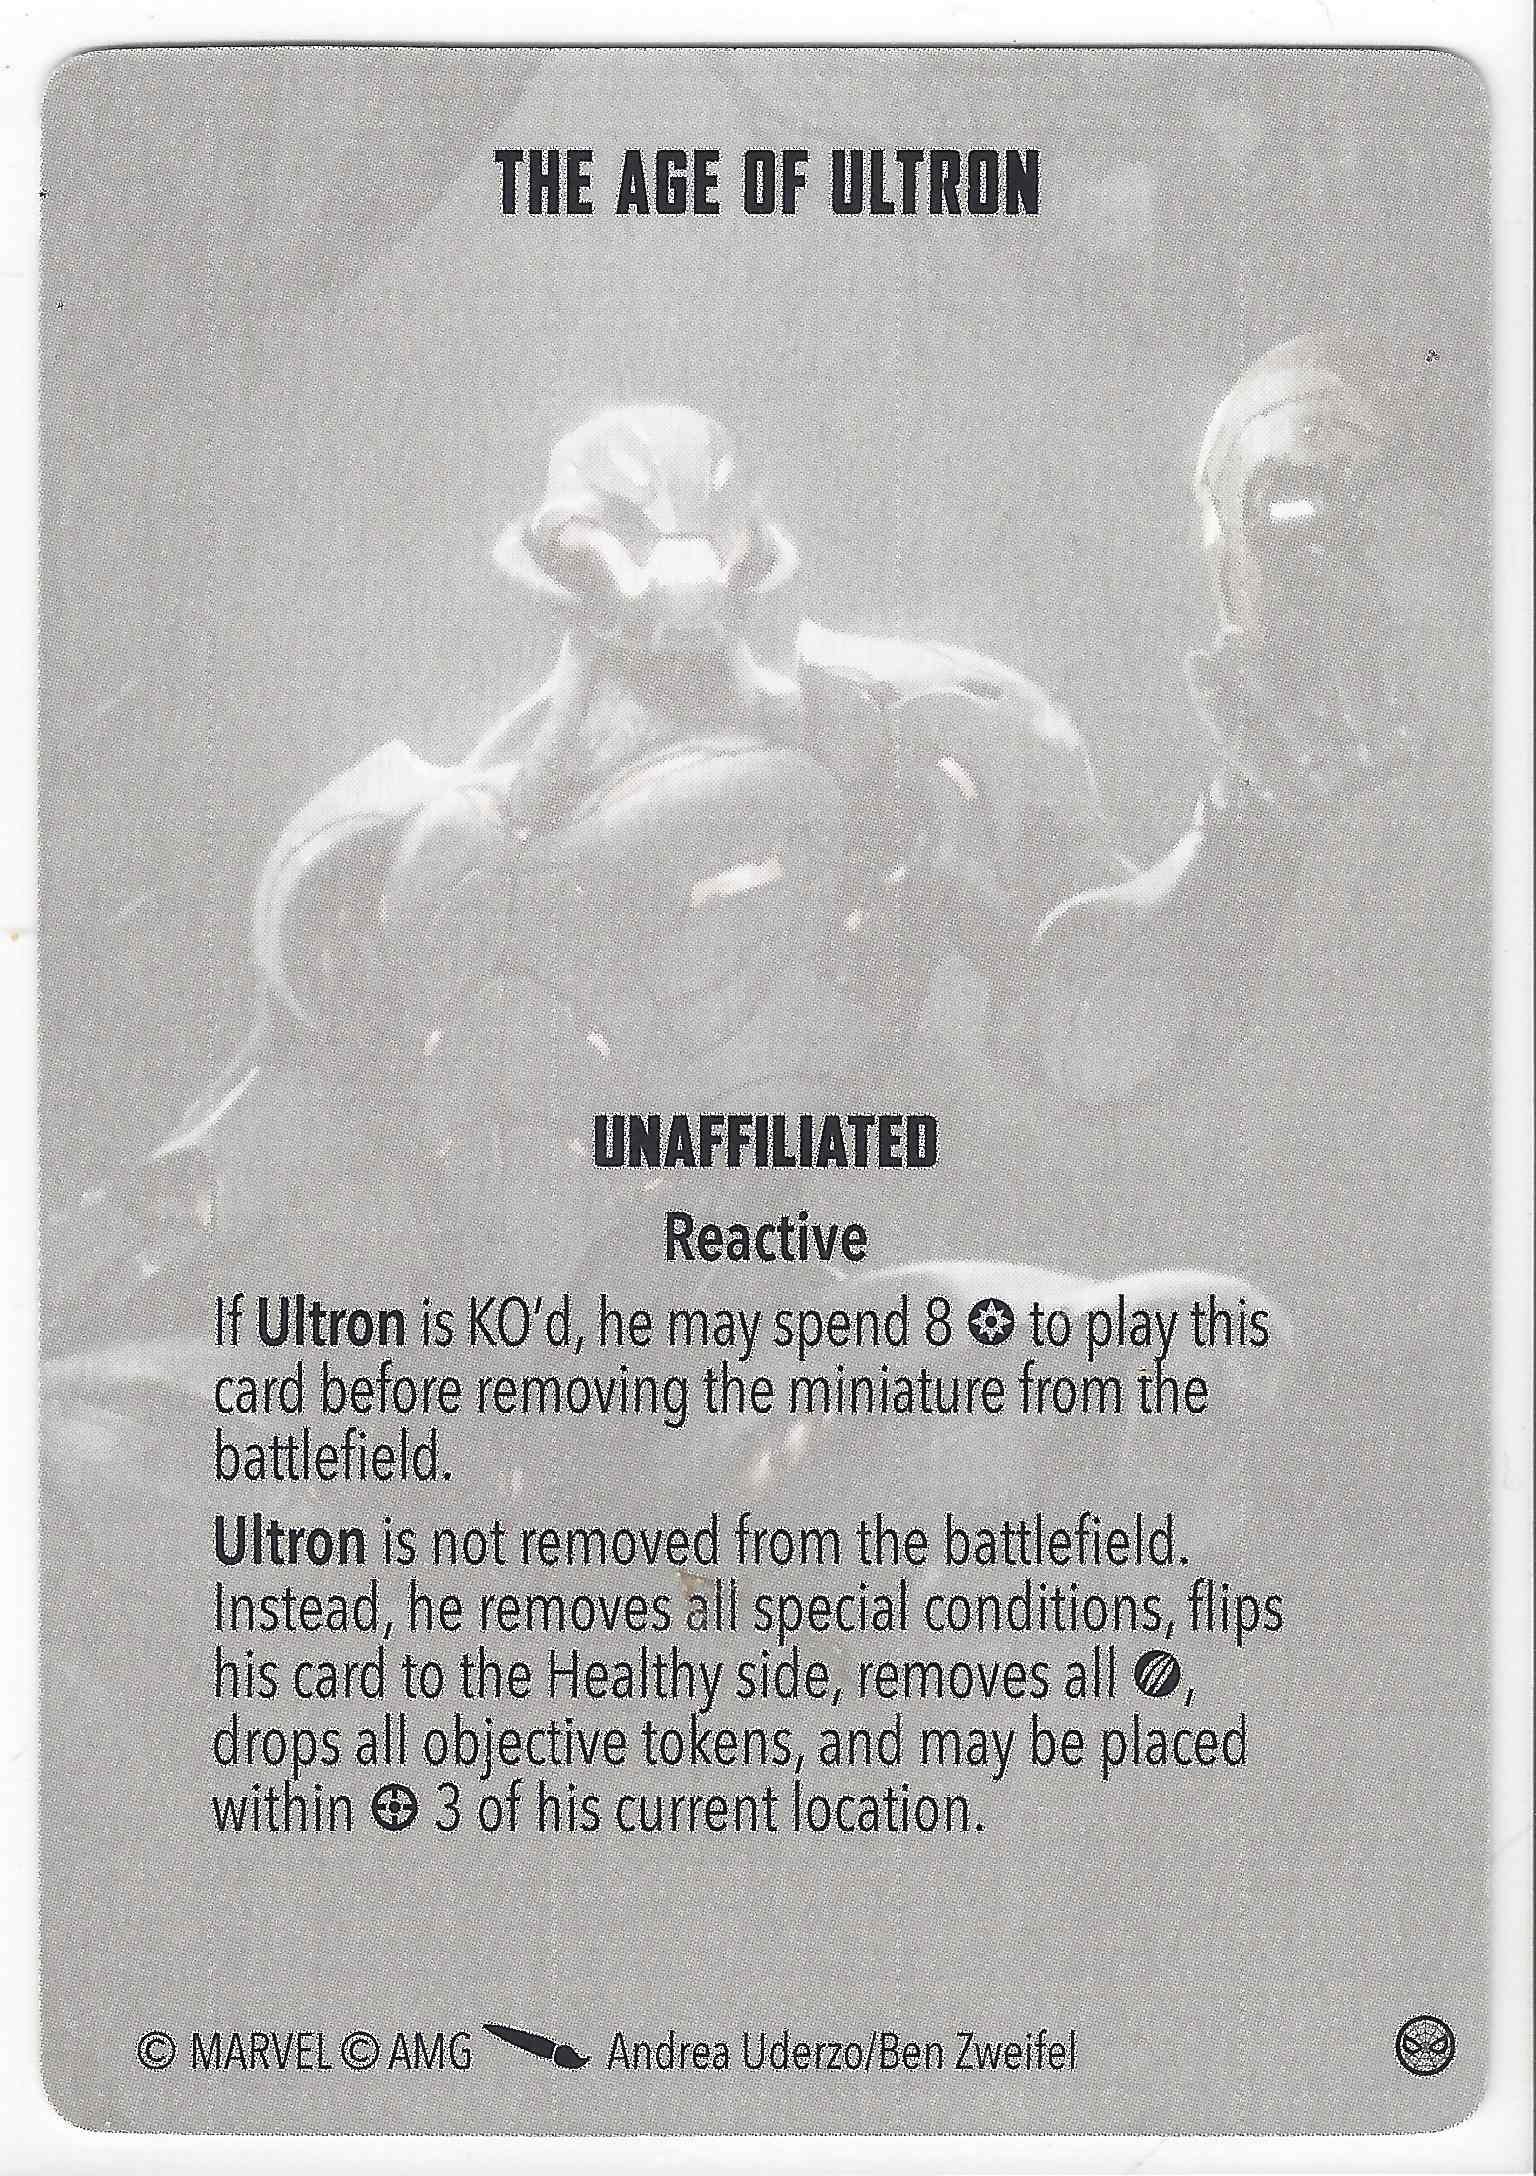 THE AGE OF ULTRON
UNAFFILIATED
Reactive
If Ultron is KO'd, he may spend 8 to play this
card before removing the miniature from the
battlefield.
Ultron is not removed from the battlefield.
Instead, he removes all special conditions, flips
his card to the Healthy side, removes all ,
drops all objective tokens, and may be placed
within 3 of his current location.
© MARVEL © AMG Andrea Uderzo/Ben Zweifel